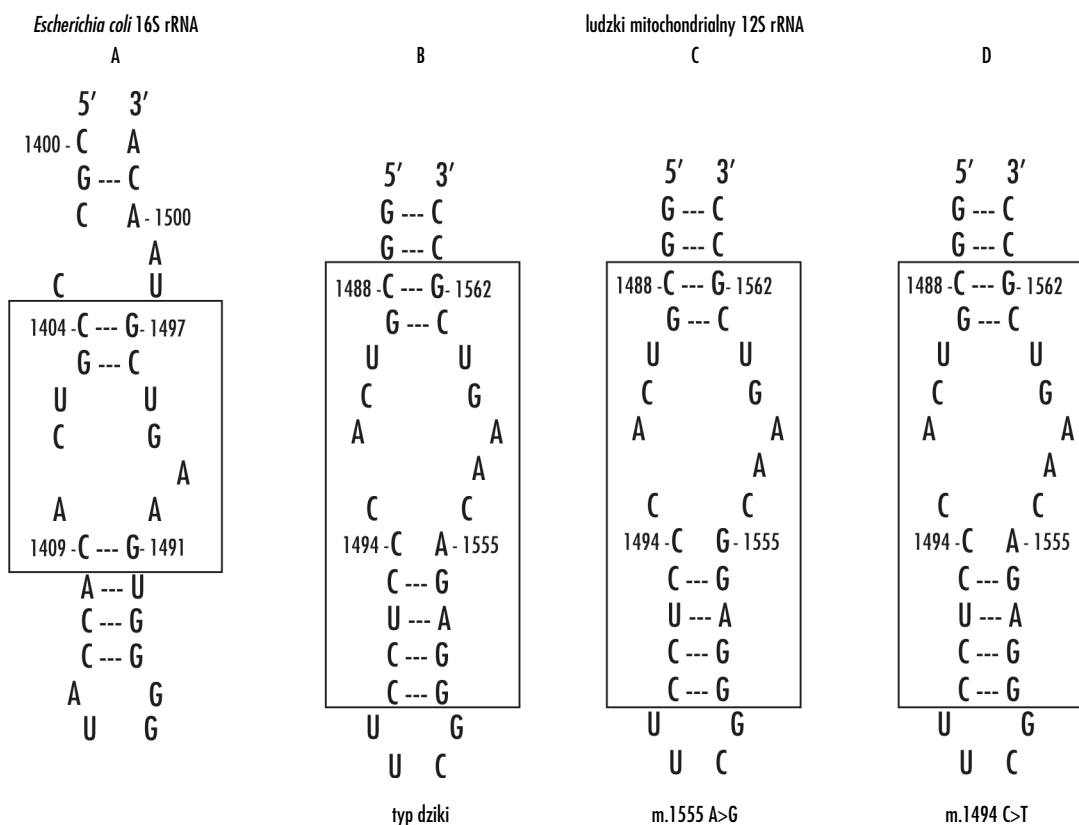 Escherichia coli 16S rRNA
A
5′ 3′
1400 - C A
G --- C
C A - 1500
A
C U
1404 - C --- G - 1497
G --- C
U U
C G
A
A A
1409 - C --- G - 1491
A --- U
C --- G
C --- G
A G
U G
ludzki mitochondrialny 12S rRNA
B
5′ 3′
G --- C
G --- C
1488 - C --- G - 1562
G --- C
U U
C G
A A
A
C C
1494 - C A - 1555
C --- G
U --- A
C --- G
C --- G
U G
U C
typ dziki
C
5′ 3′
G --- C
G --- C
1488 - C --- G - 1562
G --- C
U U
C G
A A
A
C C
1494 - C G - 1555
C --- G
U --- A
C --- G
C --- G
U G
U C
m.1555 A>G
D
5′ 3′
G --- C
G --- C
1488 - C --- G - 1562
G --- C
U U
C G
A A
A
C C
1494 - C A - 1555
C --- G
U --- A
C --- G
C --- G
U G
U C
m.1494 C>T